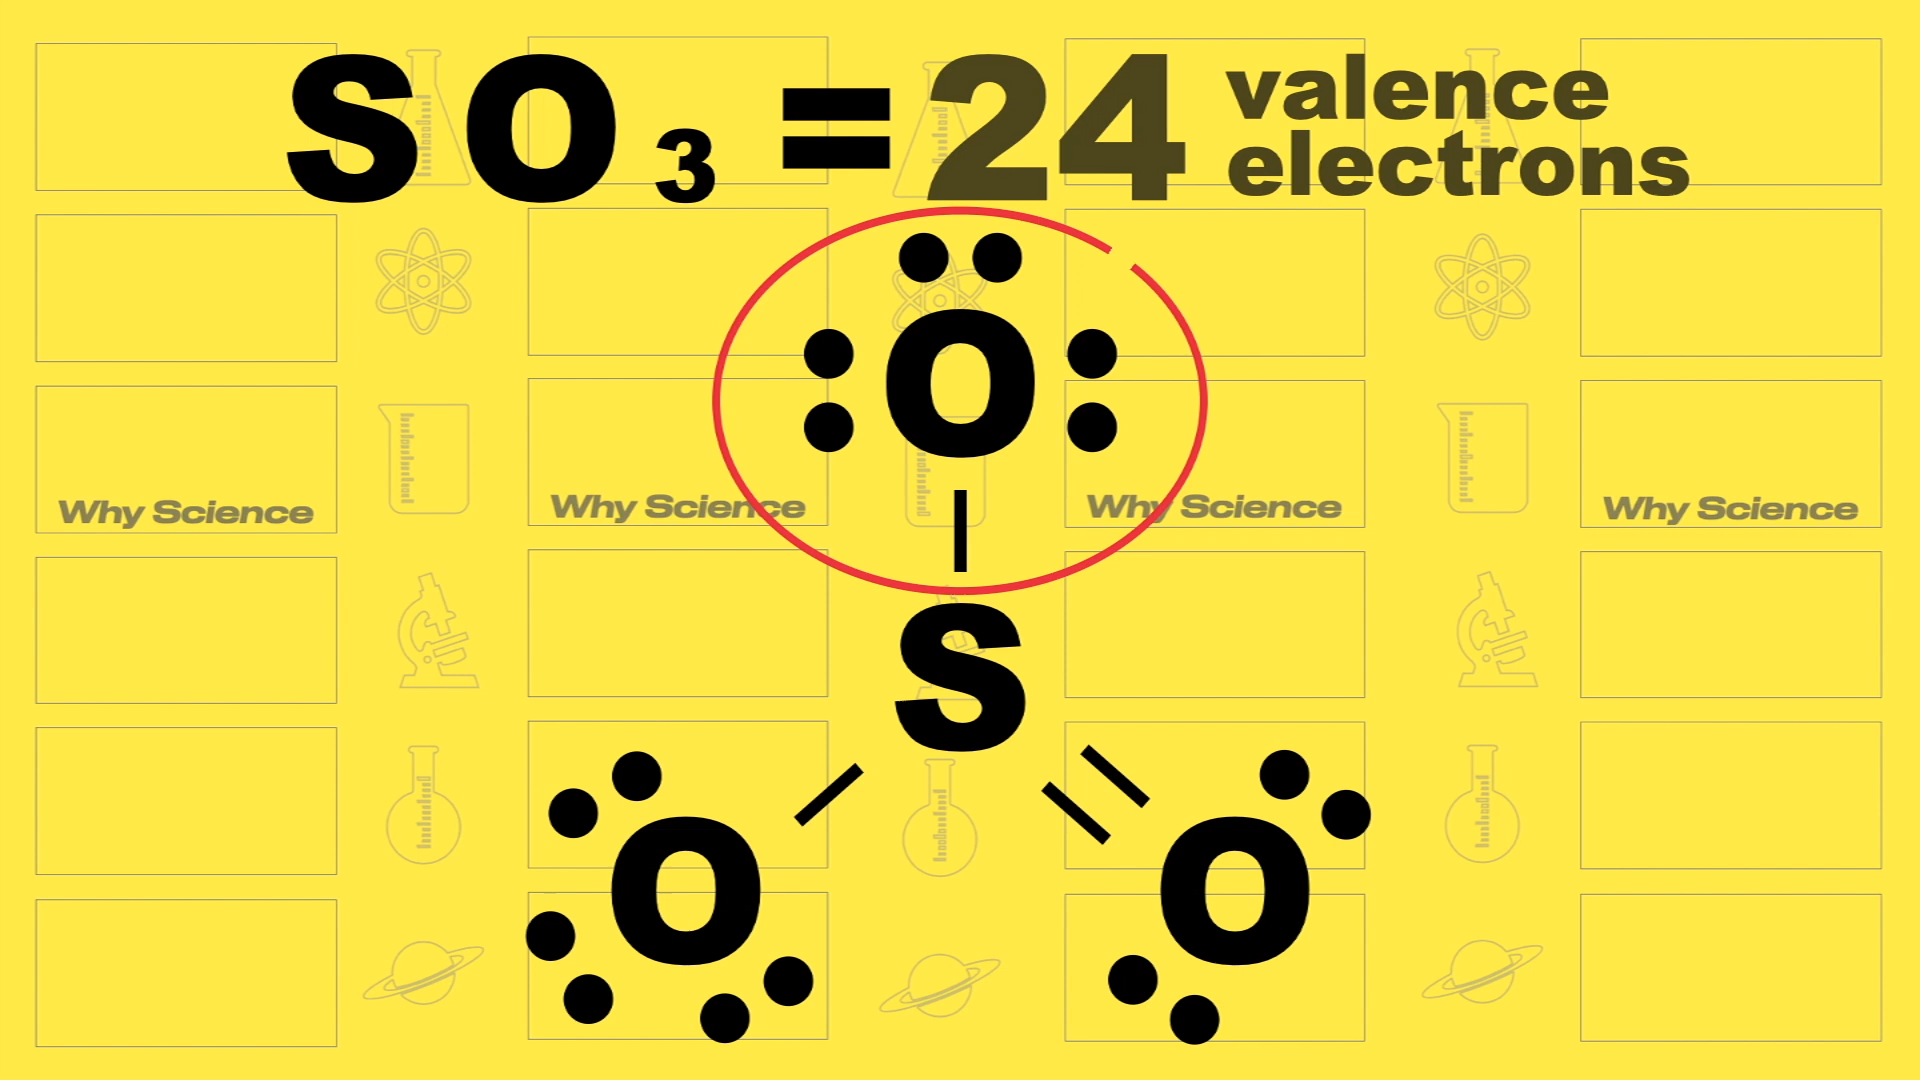 SO₃ = 24 valence electrons
O
Why Science Why Science Why Science Why Science
S
O O